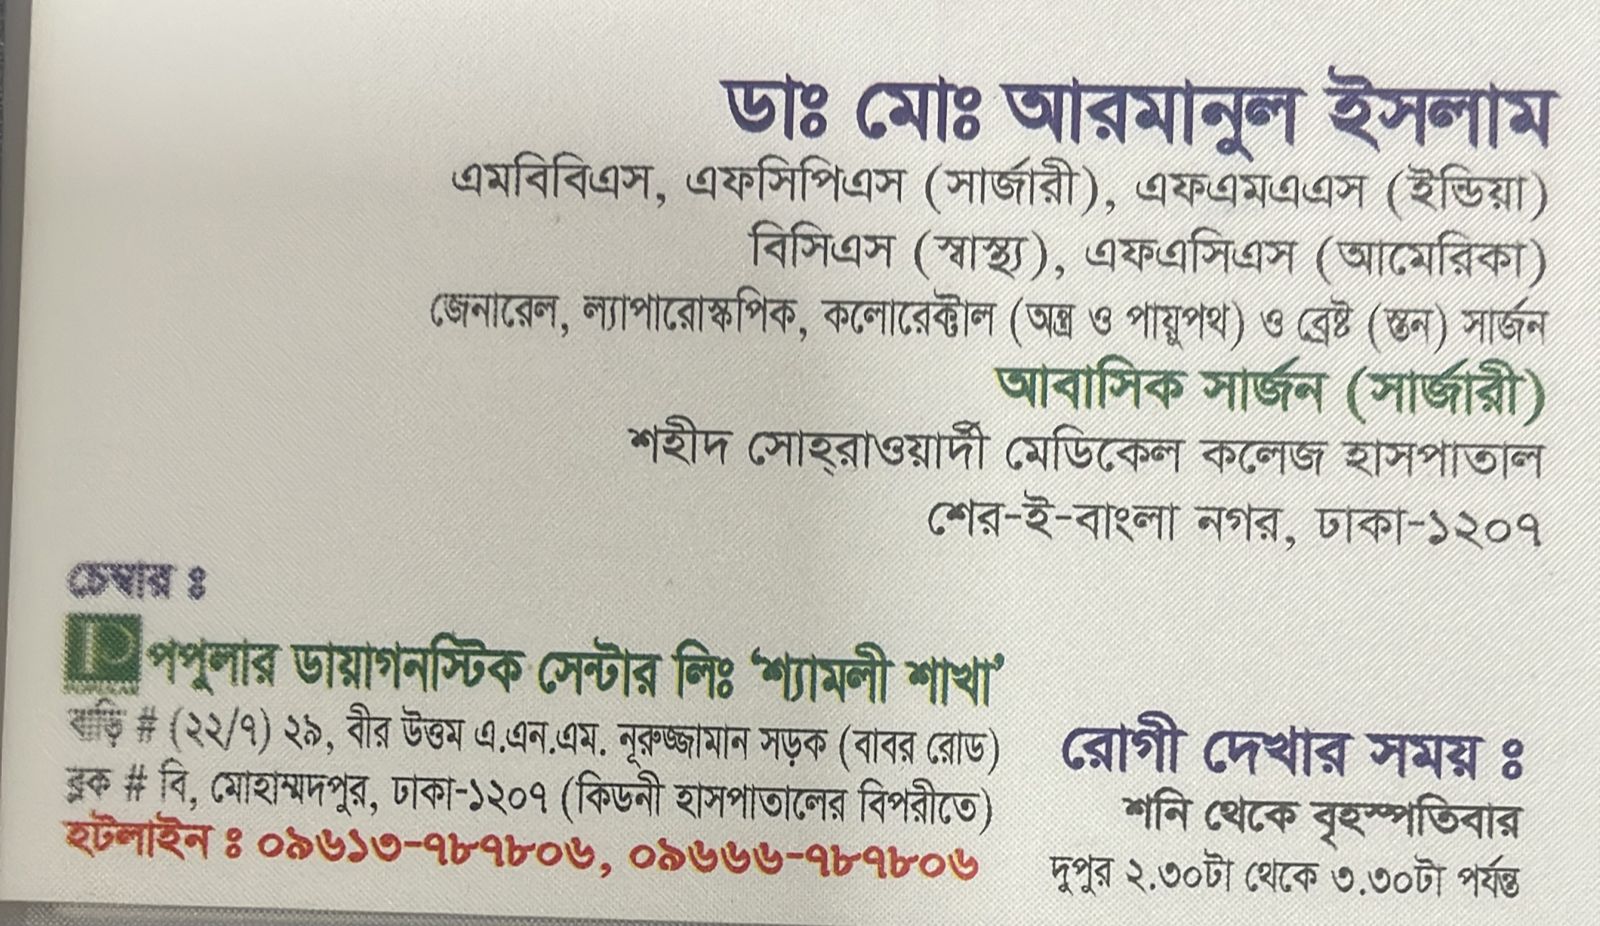 ডাঃ মোঃ আরমানুল ইসলাম
এমবিবিএস, এফসিপিএস (সার্জারী), এফএমএএস (ইন্ডিয়া)
বিসিএস (স্বাস্থ্য), এফএসিএস (আমেরিকা)
জেনারেল, ল্যাপারোস্কপিক, কলোরেক্টাল (অন্ত্র ও পায়ুপথ) ও ব্রেষ্ট (স্তন) সার্জন
আবাসিক সার্জন (সার্জারী)
শহীদ সোহ্‌রাওয়ার্দী মেডিকেল কলেজ হাসপাতাল
শের-ই-বাংলা নগর, ঢাকা-১২০৭
চেম্বার ঃ
POPULAR
পপুলার ডায়াগনস্টিক সেন্টার লিঃ ‘শ্যামলী শাখা’
বাড়ি # (২২/৭) ২৯, বীর উত্তম এ.এন.এম. নূরুজ্জামান সড়ক (বাবর রোড)
ব্লক # বি, মোহাম্মদপুর, ঢাকা-১২০৭ (কিডনী হাসপাতালের বিপরীতে)
হটলাইন ঃ ০৯৬১৩-৭৮৭৮০৬, ০৯৬৬৬-৭৮৭৮০৬
রোগী দেখার সময় ঃ
শনি থেকে বৃহস্পতিবার
দুপুর ২.৩০টা থেকে ৩.৩০টা পর্যন্ত